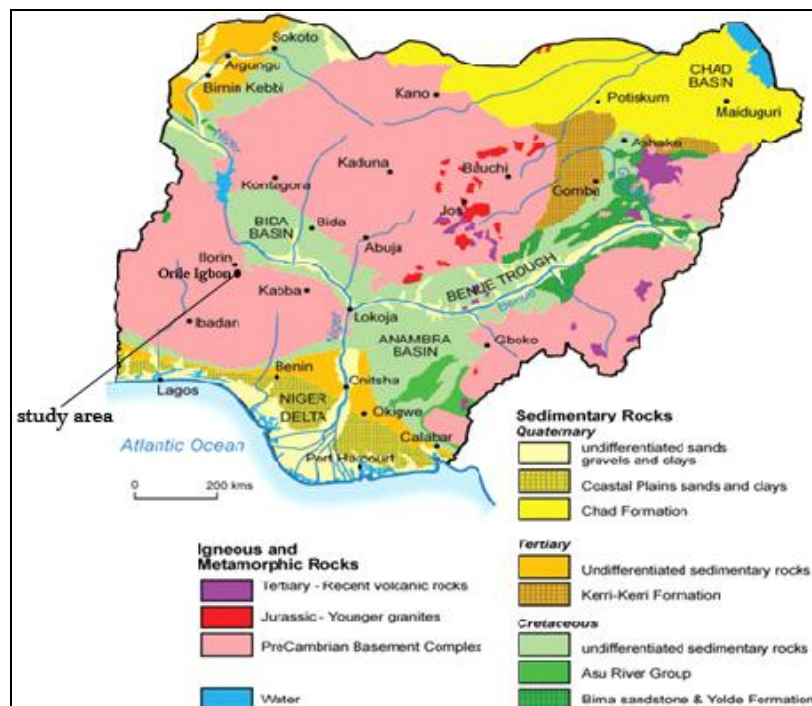 Sokoto
Argungu
Birnin Kebbi
CHAD
BASIN
Kano
Potiskum
Maiduguri
Niger
Ashaka
Kaduna
Bauchi
Kontagora
Gombe
Jos
BIDA
BASIN
Bida
Abuja
Ilorin
Orile Igbon
BENUE TROUGH
Kabba
Benue
Lokoja
Ibadan
ANAMBRA
BASIN
Gboko
Niger
Benin
Onitsha
Lagos
NIGER
DELTA
Okigwe
study area
Calabar
Atlantic Ocean
Port Harcourt
0 200 kms
Sedimentary Rocks
Quaternary
undifferentiated sands
gravels and clays
Coastal Plains sands and clays
Chad Formation
Tertiary
Undifferentiated sedimentary rocks
Kerri-Kerri Formation
Cretaceous
undifferentiated sedimentary rocks
Asu River Group
Bima sandstone & Yolde Formation
Igneous and
Metamorphic Rocks
Tertiary - Recent volcanic rocks
Jurassic - Younger granites
PreCambrian Basement Complex
Water